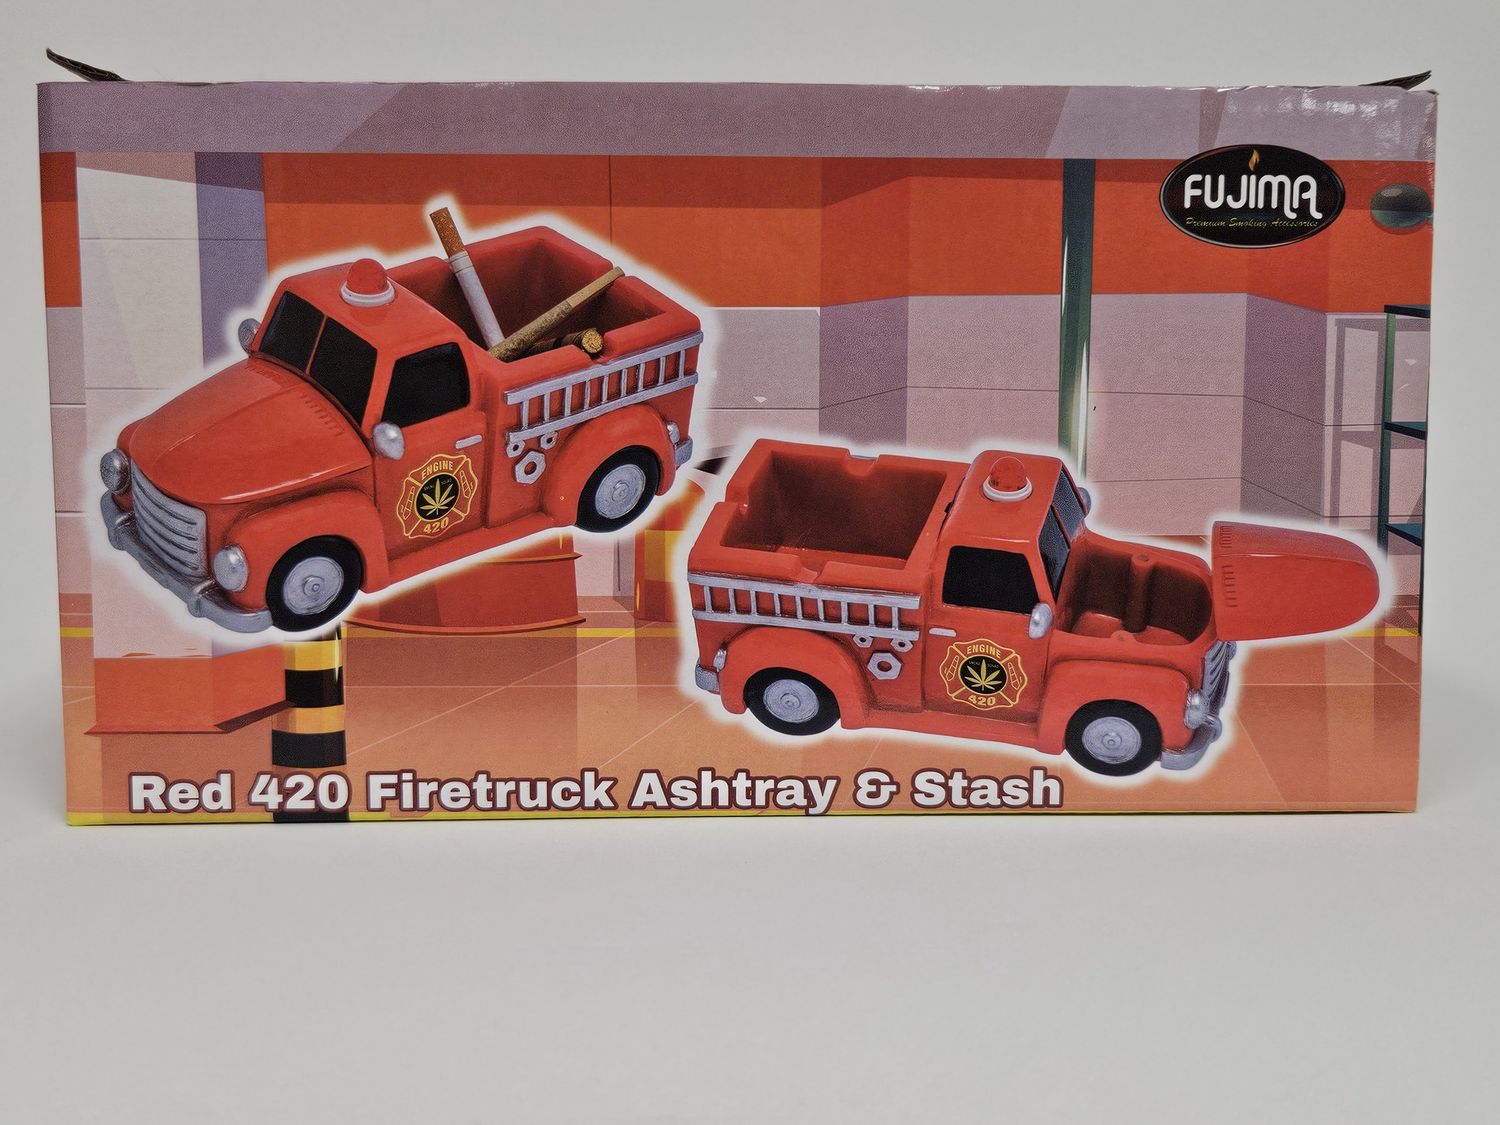 FUJIMA
Premium Smoking Accessories
ENGINE
420
ENGINE
420
Red 420 Firetruck Ashtray & Stash